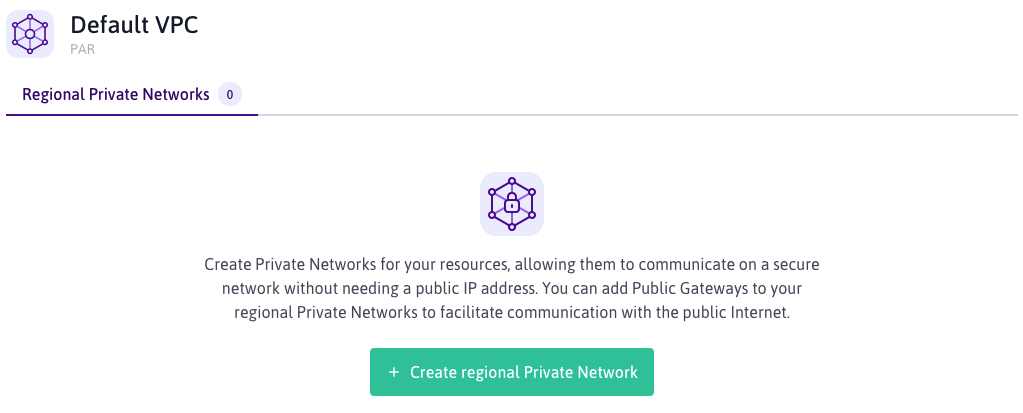 Default VPC
PAR
Regional Private Networks 0
Create Private Networks for your resources, allowing them to communicate on a secure
network without needing a public IP address. You can add Public Gateways to your
regional Private Networks to facilitate communication with the public Internet.
+ Create regional Private Network